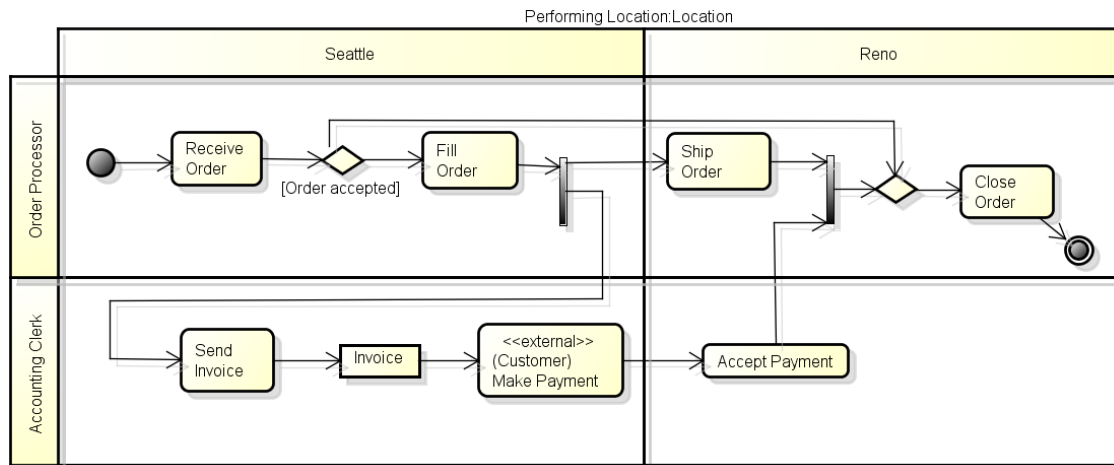 Performing Location:Location
Seattle
Reno
Order Processor
Receive
Order
[Order accepted]
Fill
Order
Ship
Order
Close
Order
Accounting Clerk
Send
Invoice
Invoice
<<external>>
(Customer)
Make Payment
Accept Payment